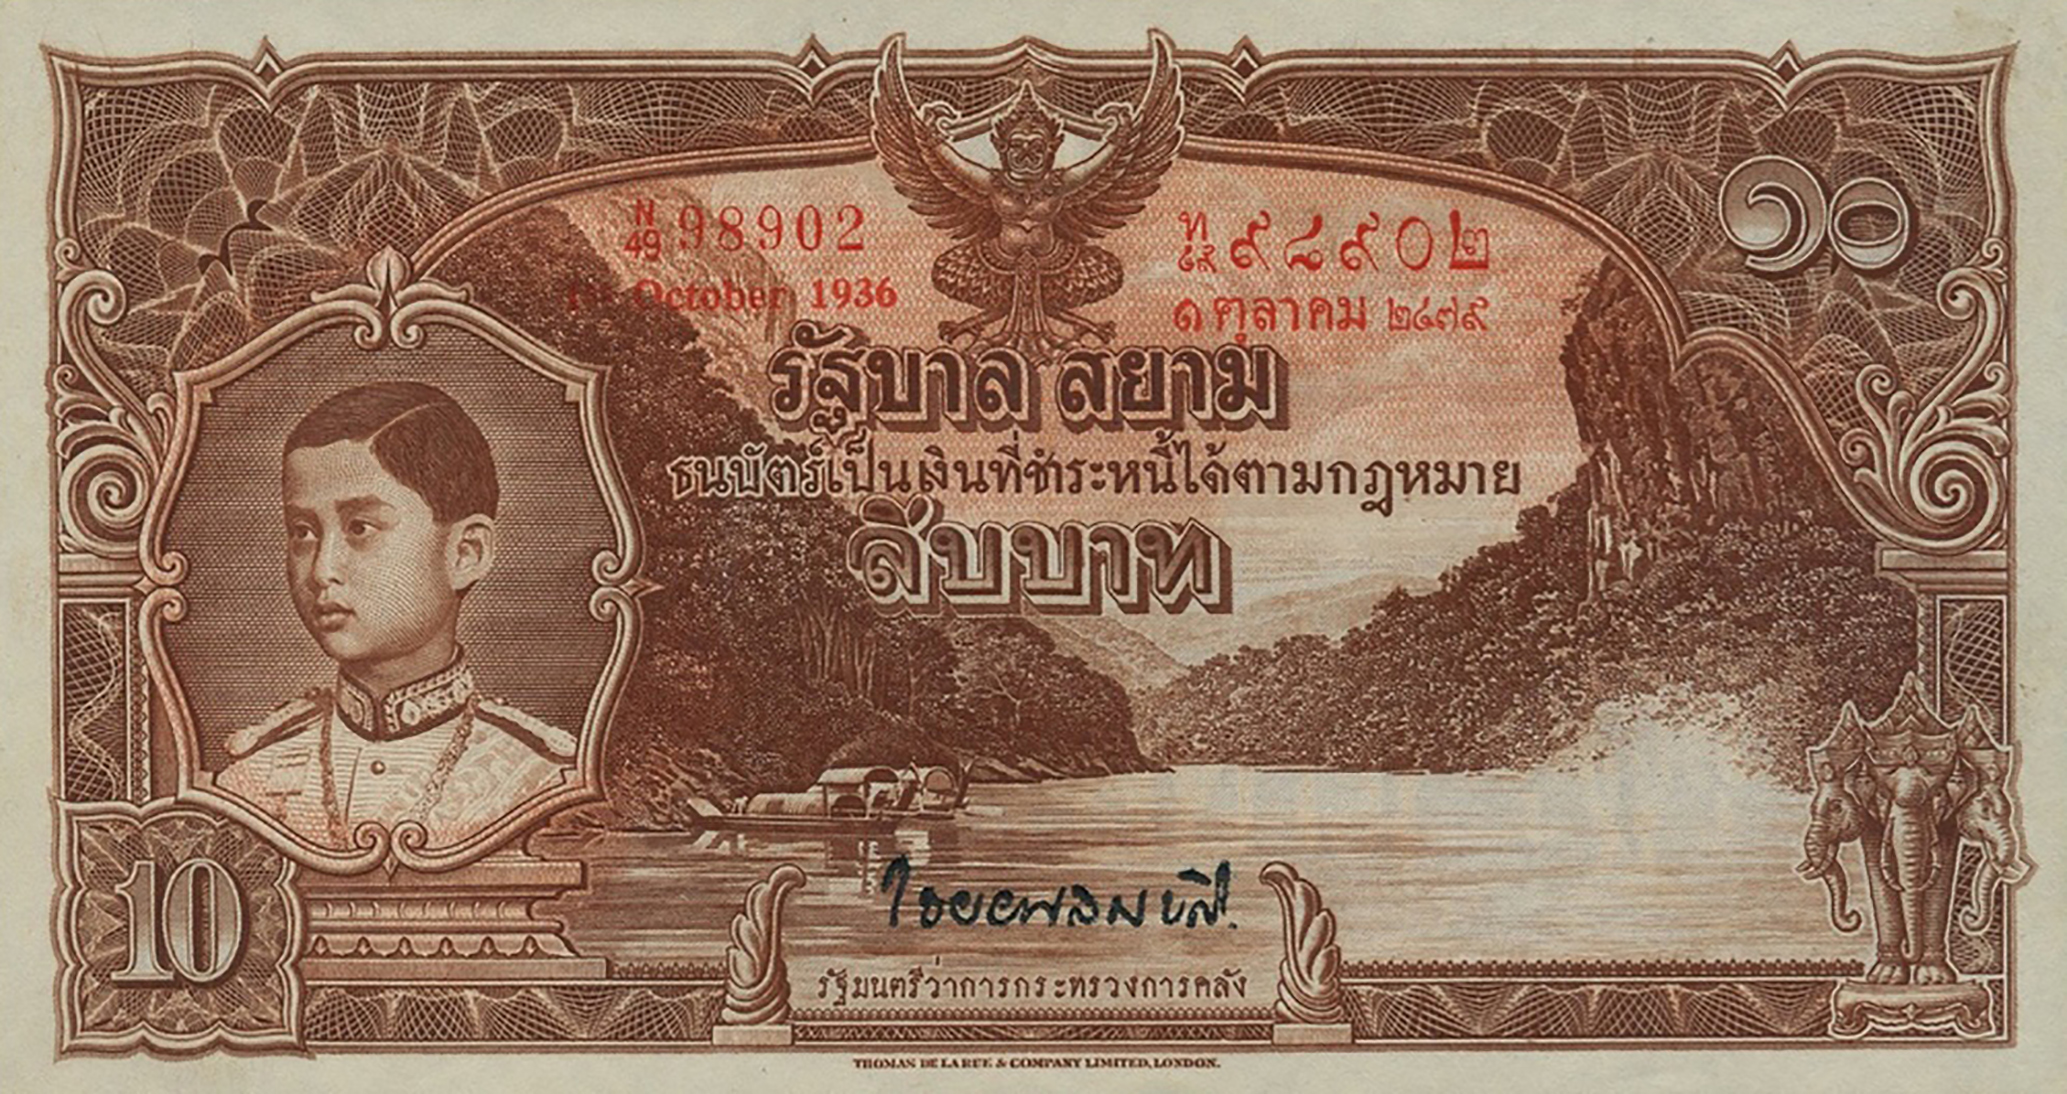 N/49 98902
1st October 1936
ท/๔๙ ๙๘๙๐๒
๑ ตุลาคม ๒๔๗๙
๑๐
รัฐบาล สยาม
ธนบัตร์เป็นเงินที่ชำระหนี้ได้ตามกฎหมาย
สิบบาท
10
รัฐมนตรีว่าการกระทรวงการคลัง
THOMAS DE LA RUE & COMPANY LIMITED, LONDON.